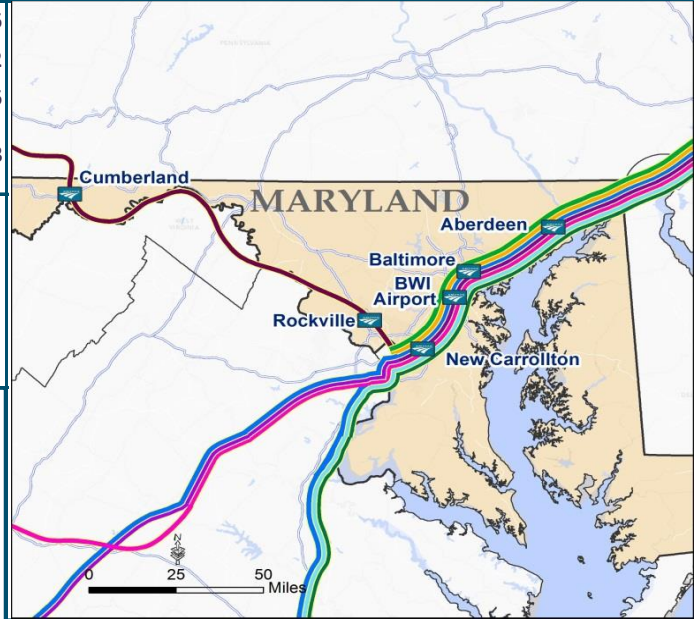 Cumberland
MARYLAND
Aberdeen
Baltimore
BWI
Airport
Rockville
New Carrollton
N
0 25 50
Miles